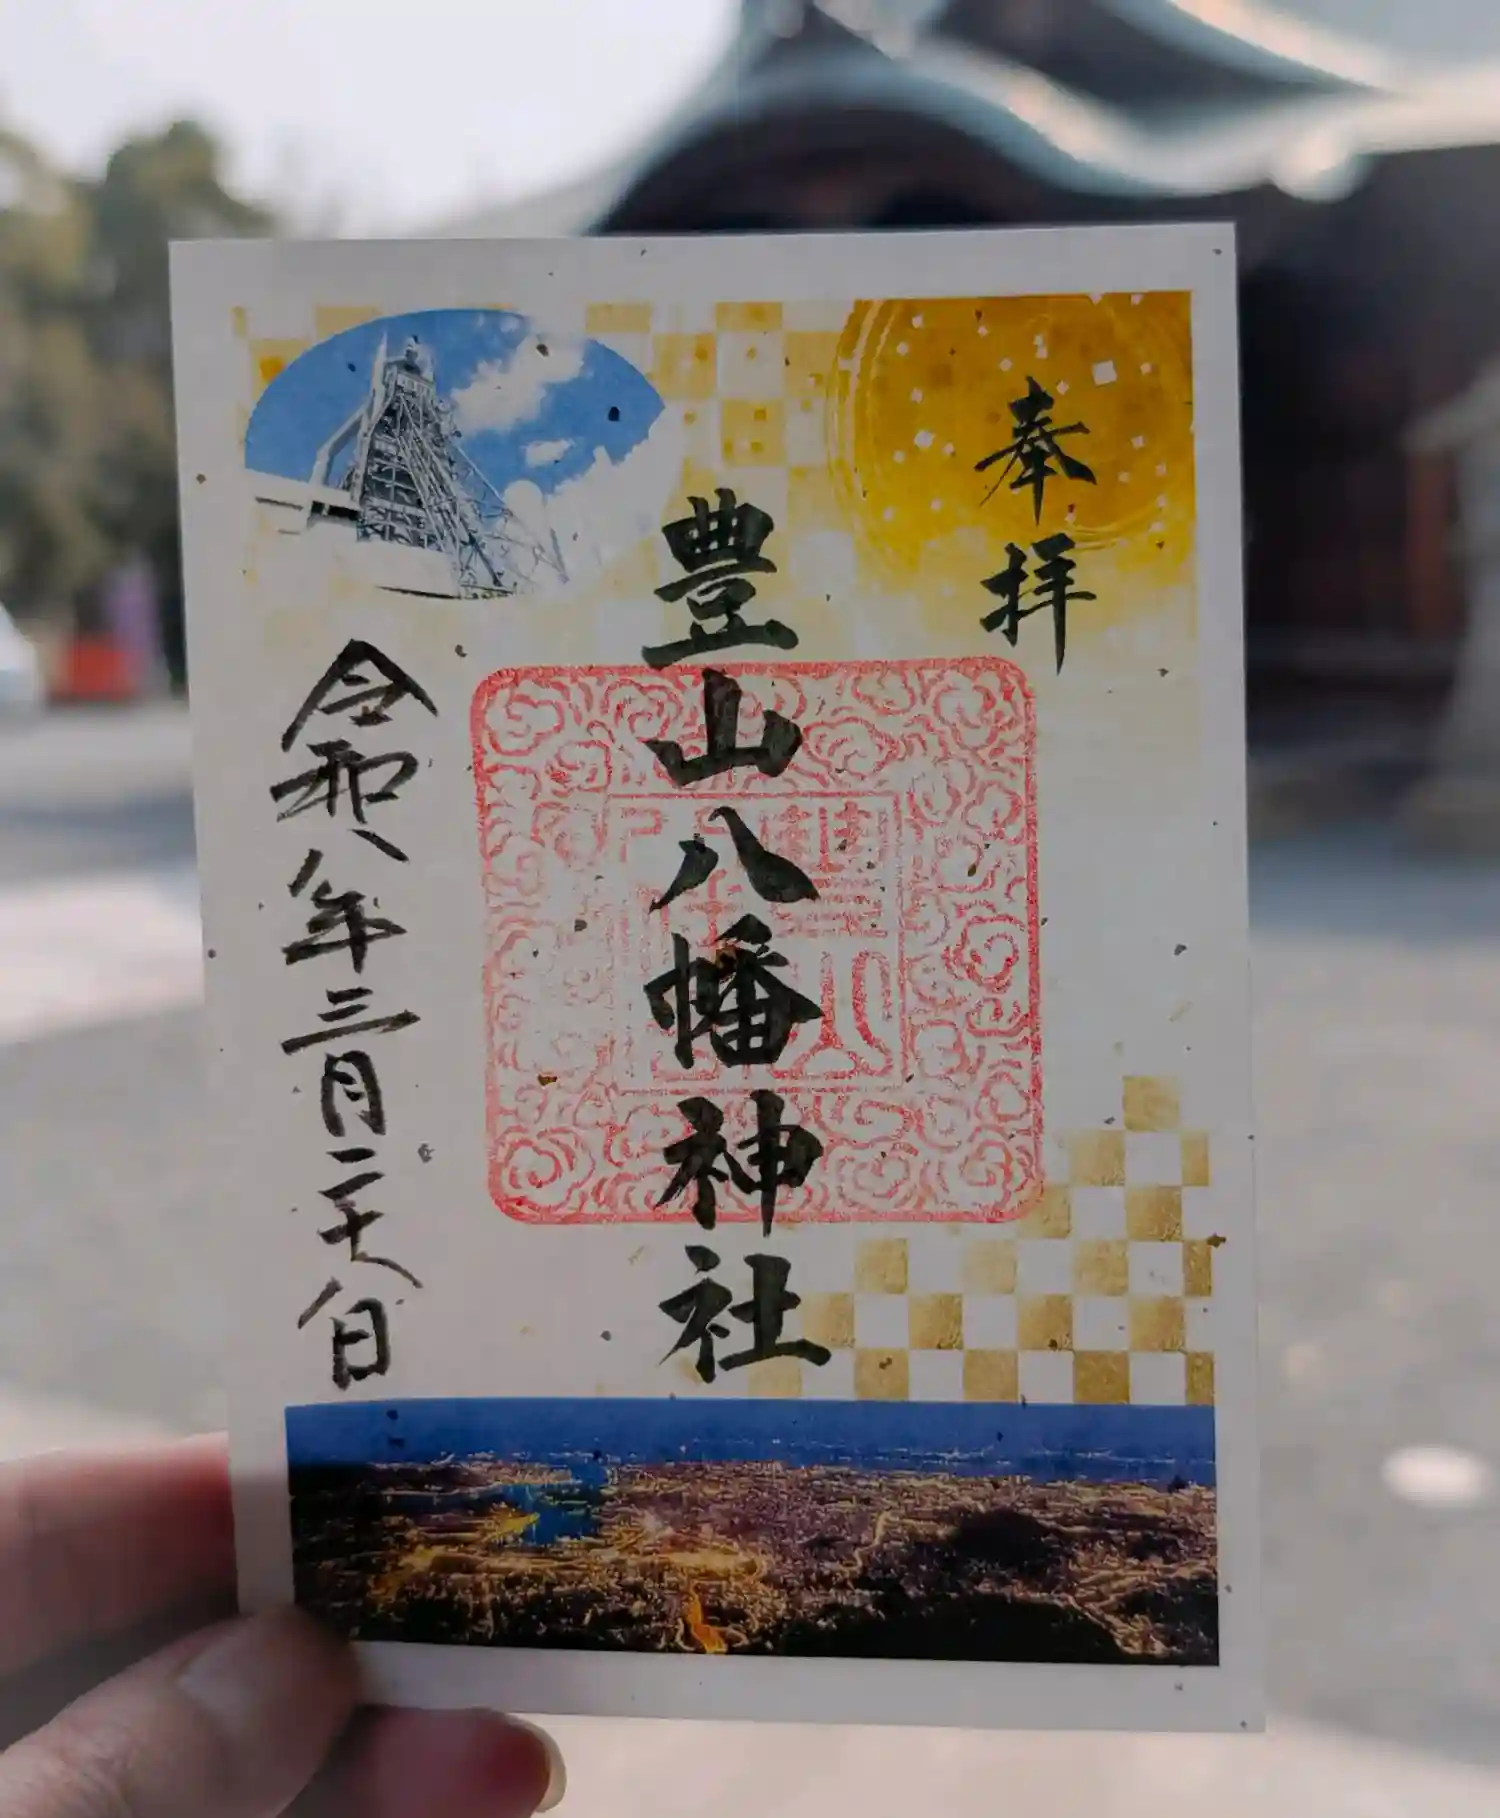 奉拝
豊山八幡神社
令和八年三月二十八日